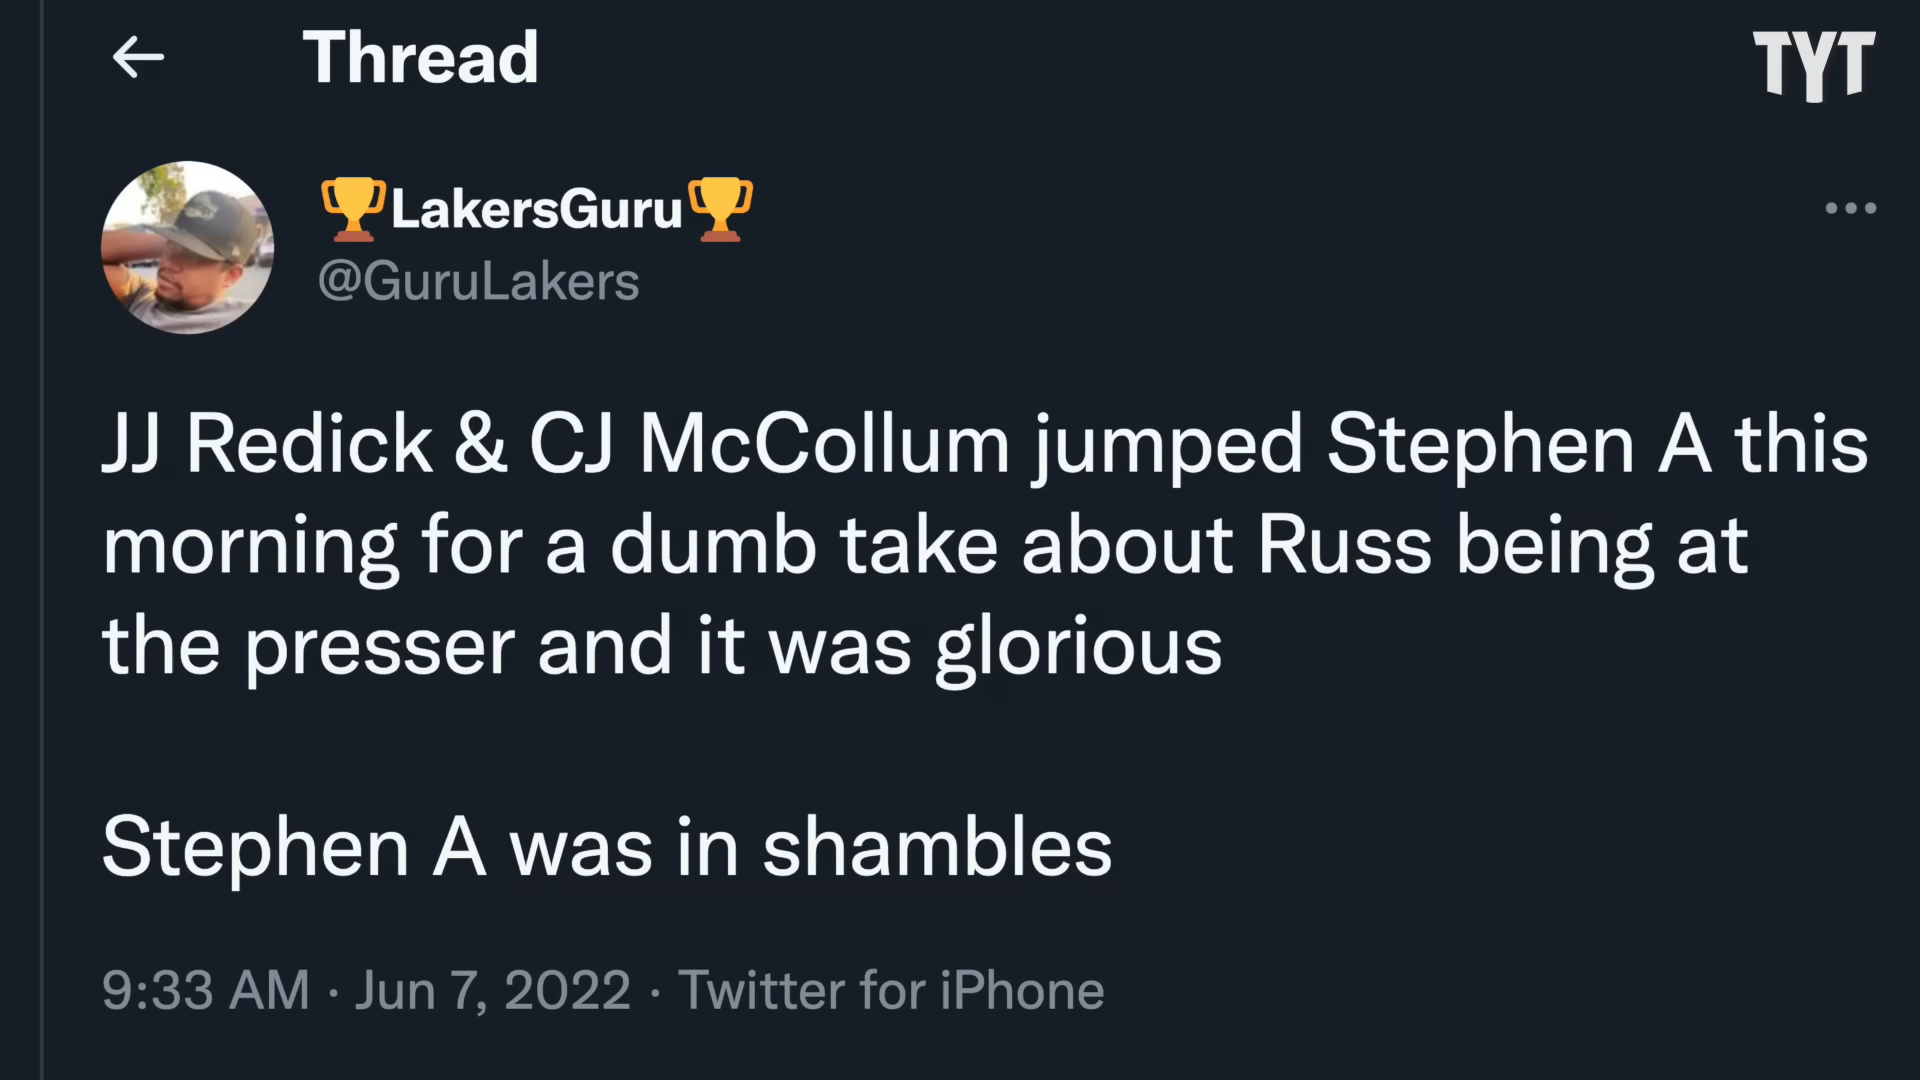 Thread
TYT
🏆LakersGuru🏆
@GuruLakers
JJ Redick & CJ McCollum jumped Stephen A this
morning for a dumb take about Russ being at
the presser and it was glorious
Stephen A was in shambles
9:33 AM · Jun 7, 2022 · Twitter for iPhone